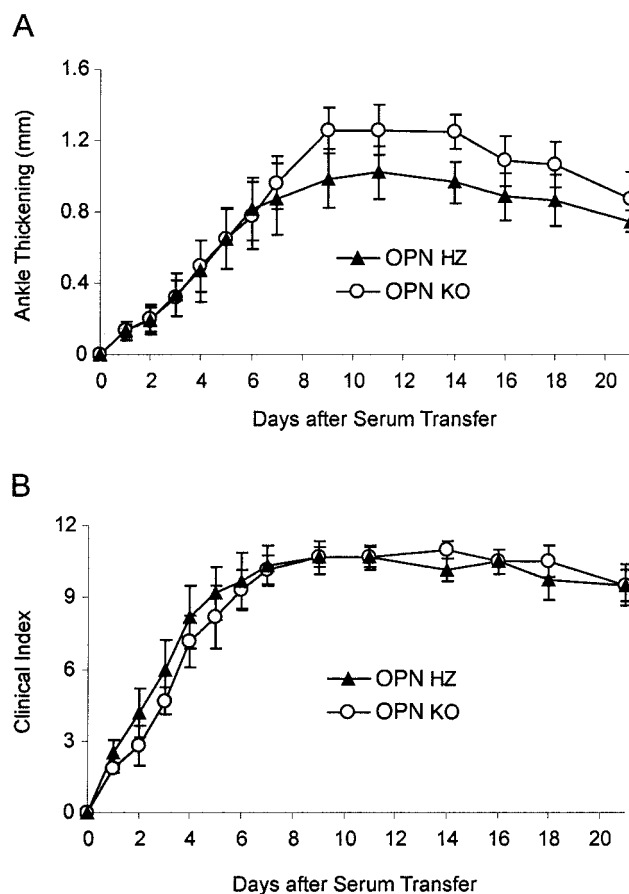 A
Ankle Thickening (mm)
1.6
1.2
0.8
0.4
0
OPN HZ
OPN KO
0 2 4 6 8 10 12 14 16 18 20
Days after Serum Transfer
B
Clinical Index
12
9
6
3
0
OPN HZ
OPN KO
0 2 4 6 8 10 12 14 16 18 20
Days after Serum Transfer